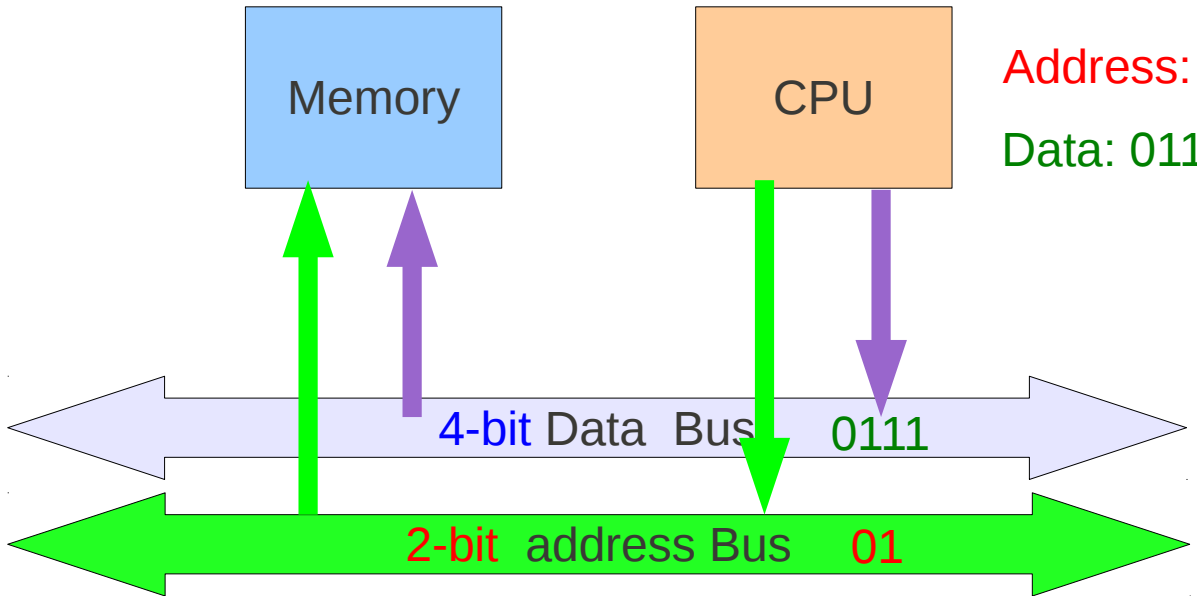 Memory
CPU
Address:
Data: 011
4-bit Data Bus
0111
2-bit address Bus
01